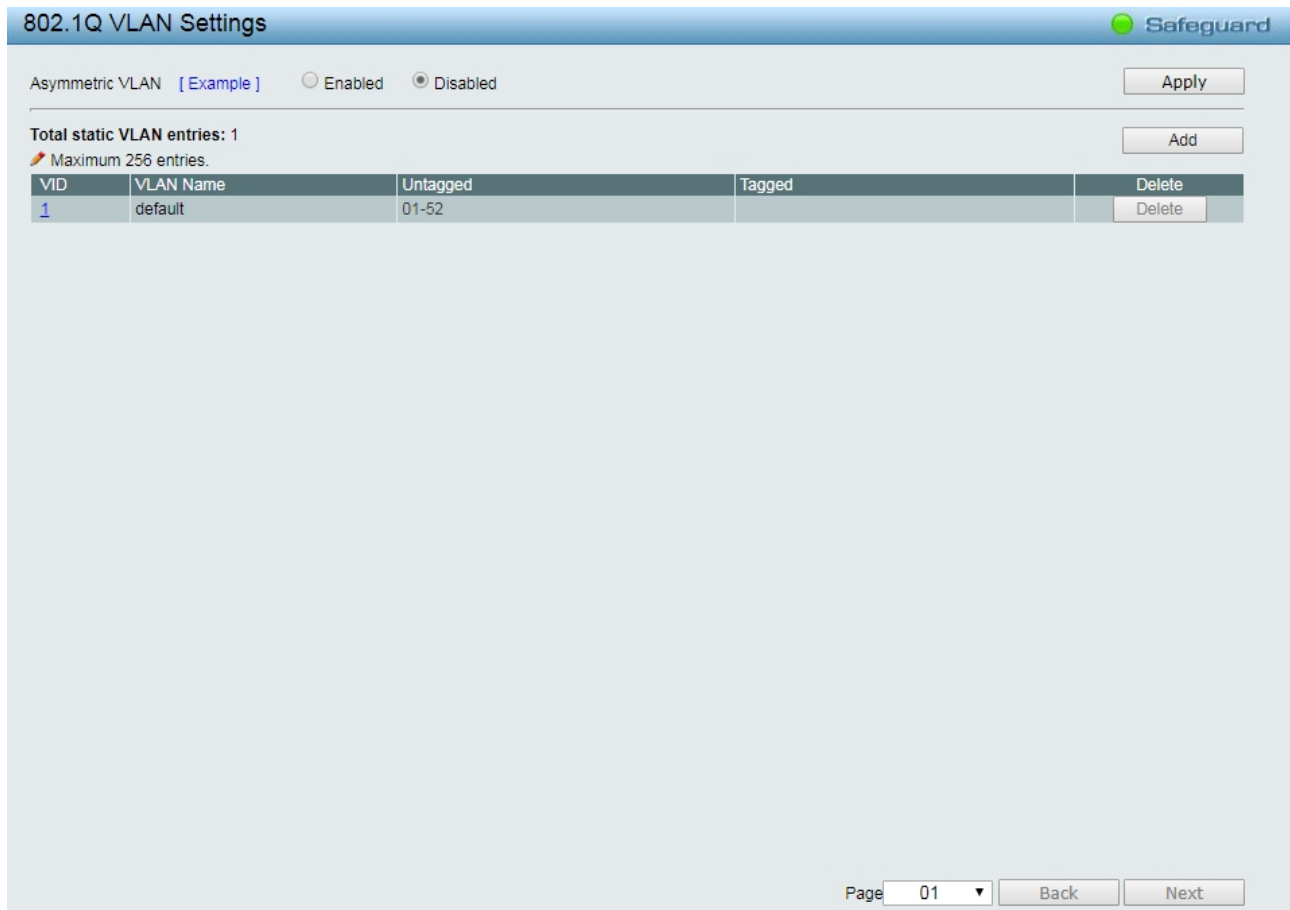 802.1Q VLAN Settings
Safeguard
Asymmetric VLAN [ Example ] Enabled Disabled Apply
Total static VLAN entries: 1
Add
Maximum 256 entries.
VID VLAN Name Untagged Tagged Delete
1 default 01-52 Delete
Page 01 Back Next